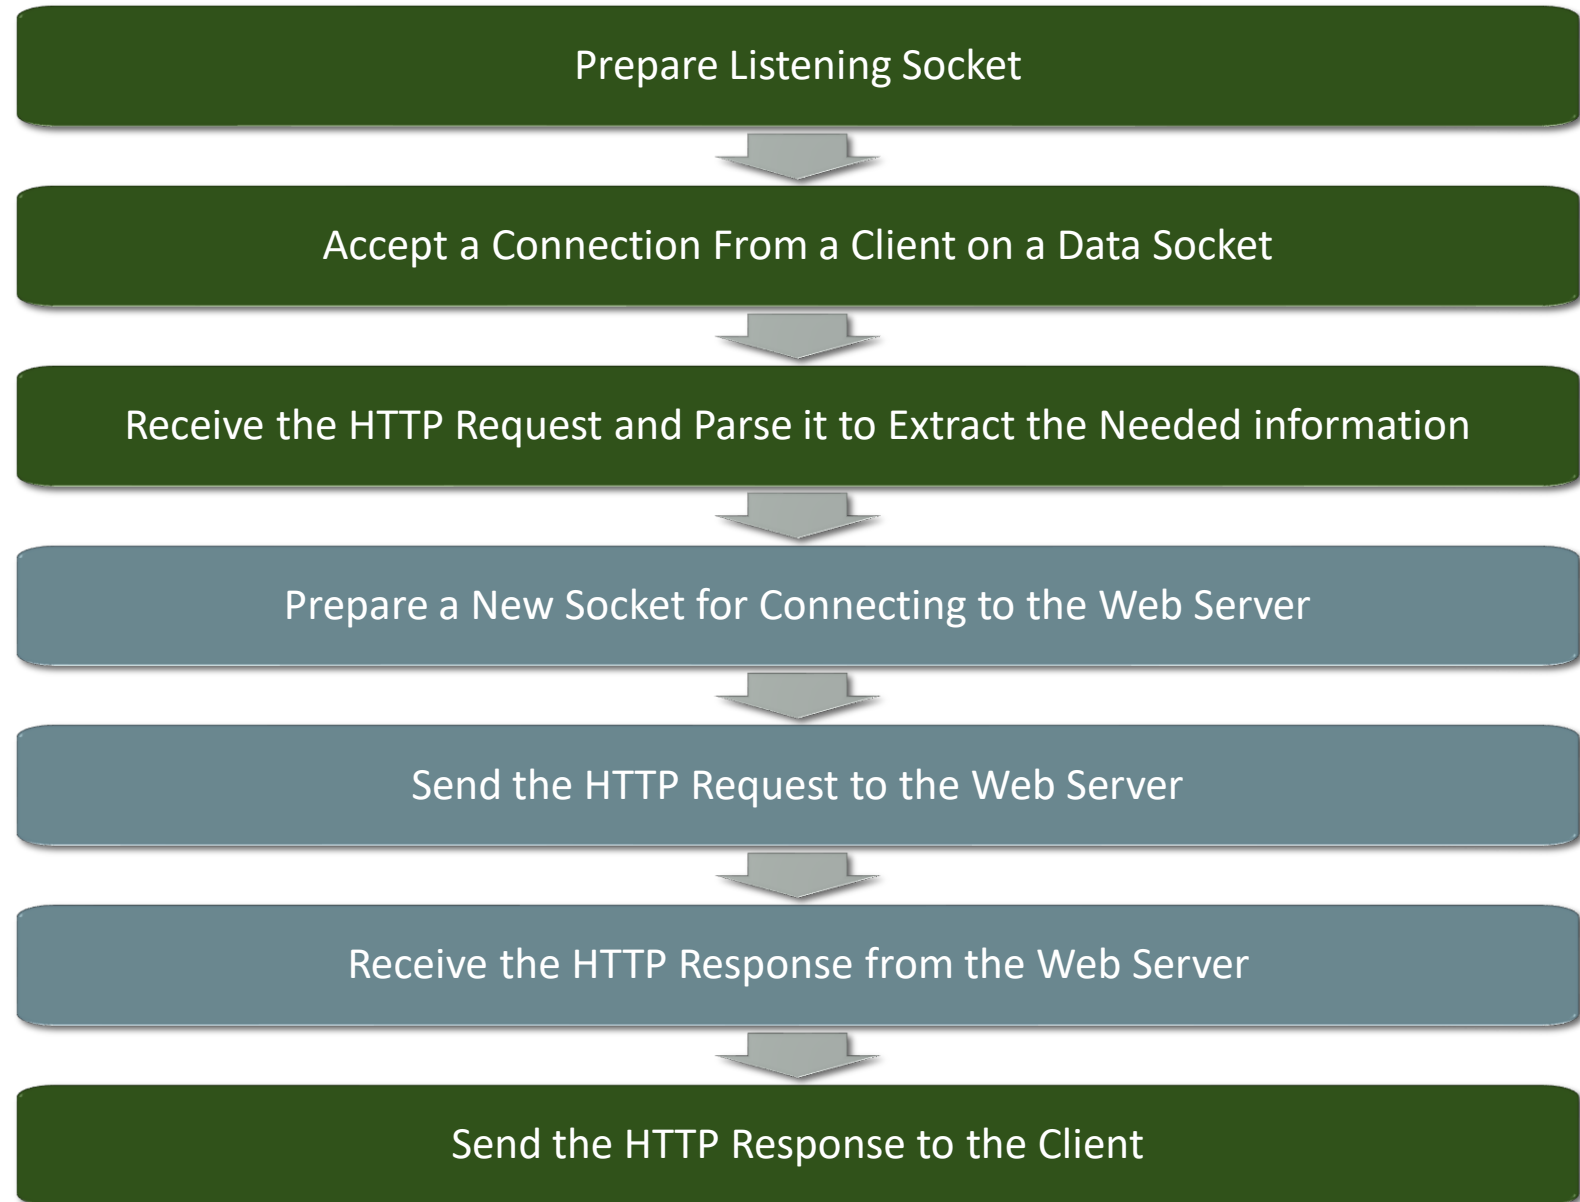 Prepare Listening Socket
Accept a Connection From a Client on a Data Socket
Receive the HTTP Request and Parse it to Extract the Needed information
Prepare a New Socket for Connecting to the Web Server
Send the HTTP Request to the Web Server
Receive the HTTP Response from the Web Server
Send the HTTP Response to the Client